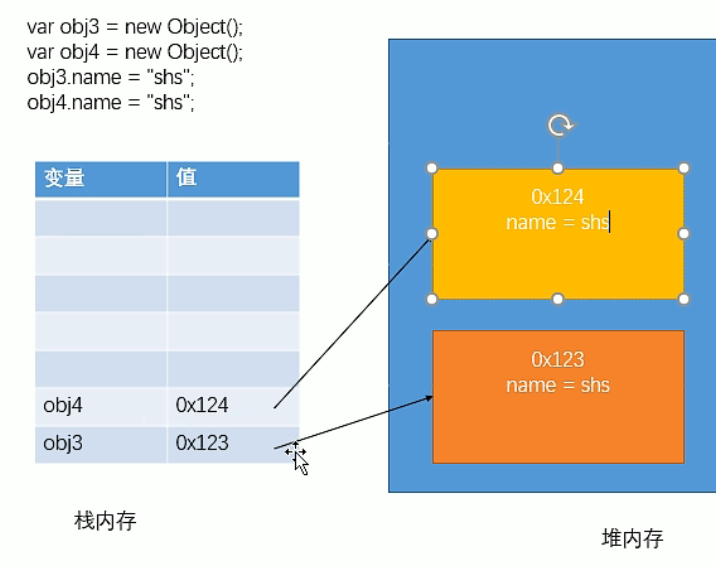 var obj3 = new Object();
var obj4 = new Object();
obj3.name = "shs";
obj4.name = "shs";
变量 值
obj4 0x124
obj3 0x123
栈内存
0x124
name = shs
0x123
name = shs
堆内存